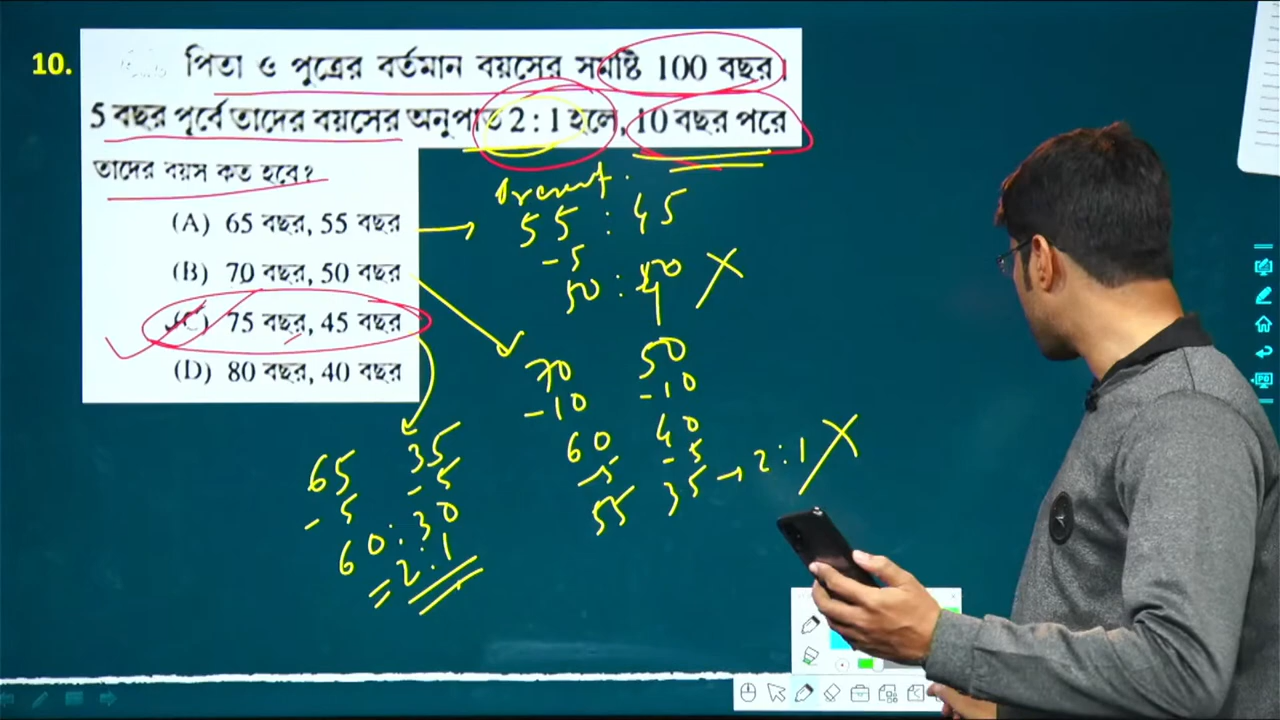 10. পিতা ও পুত্রের বর্তমান বয়সের সমষ্টি 100 বছর।
5 বছর পূর্বে তাদের বয়সের অনুপাত 2 : 1 হলে, 10 বছর পরে
তাদের বয়স কত হবে?
(A) 65 বছর, 55 বছর
(B) 70 বছর, 50 বছর
(C) 75 বছর, 45 বছর
(D) 80 বছর, 40 বছর
Present.
55 : 45
-5
50 : 40
70 50
-10 -10
60 40
-5 -5
55 35 → 2 : 1
65 35
-5 -5
60 : 30
= 2 : 1